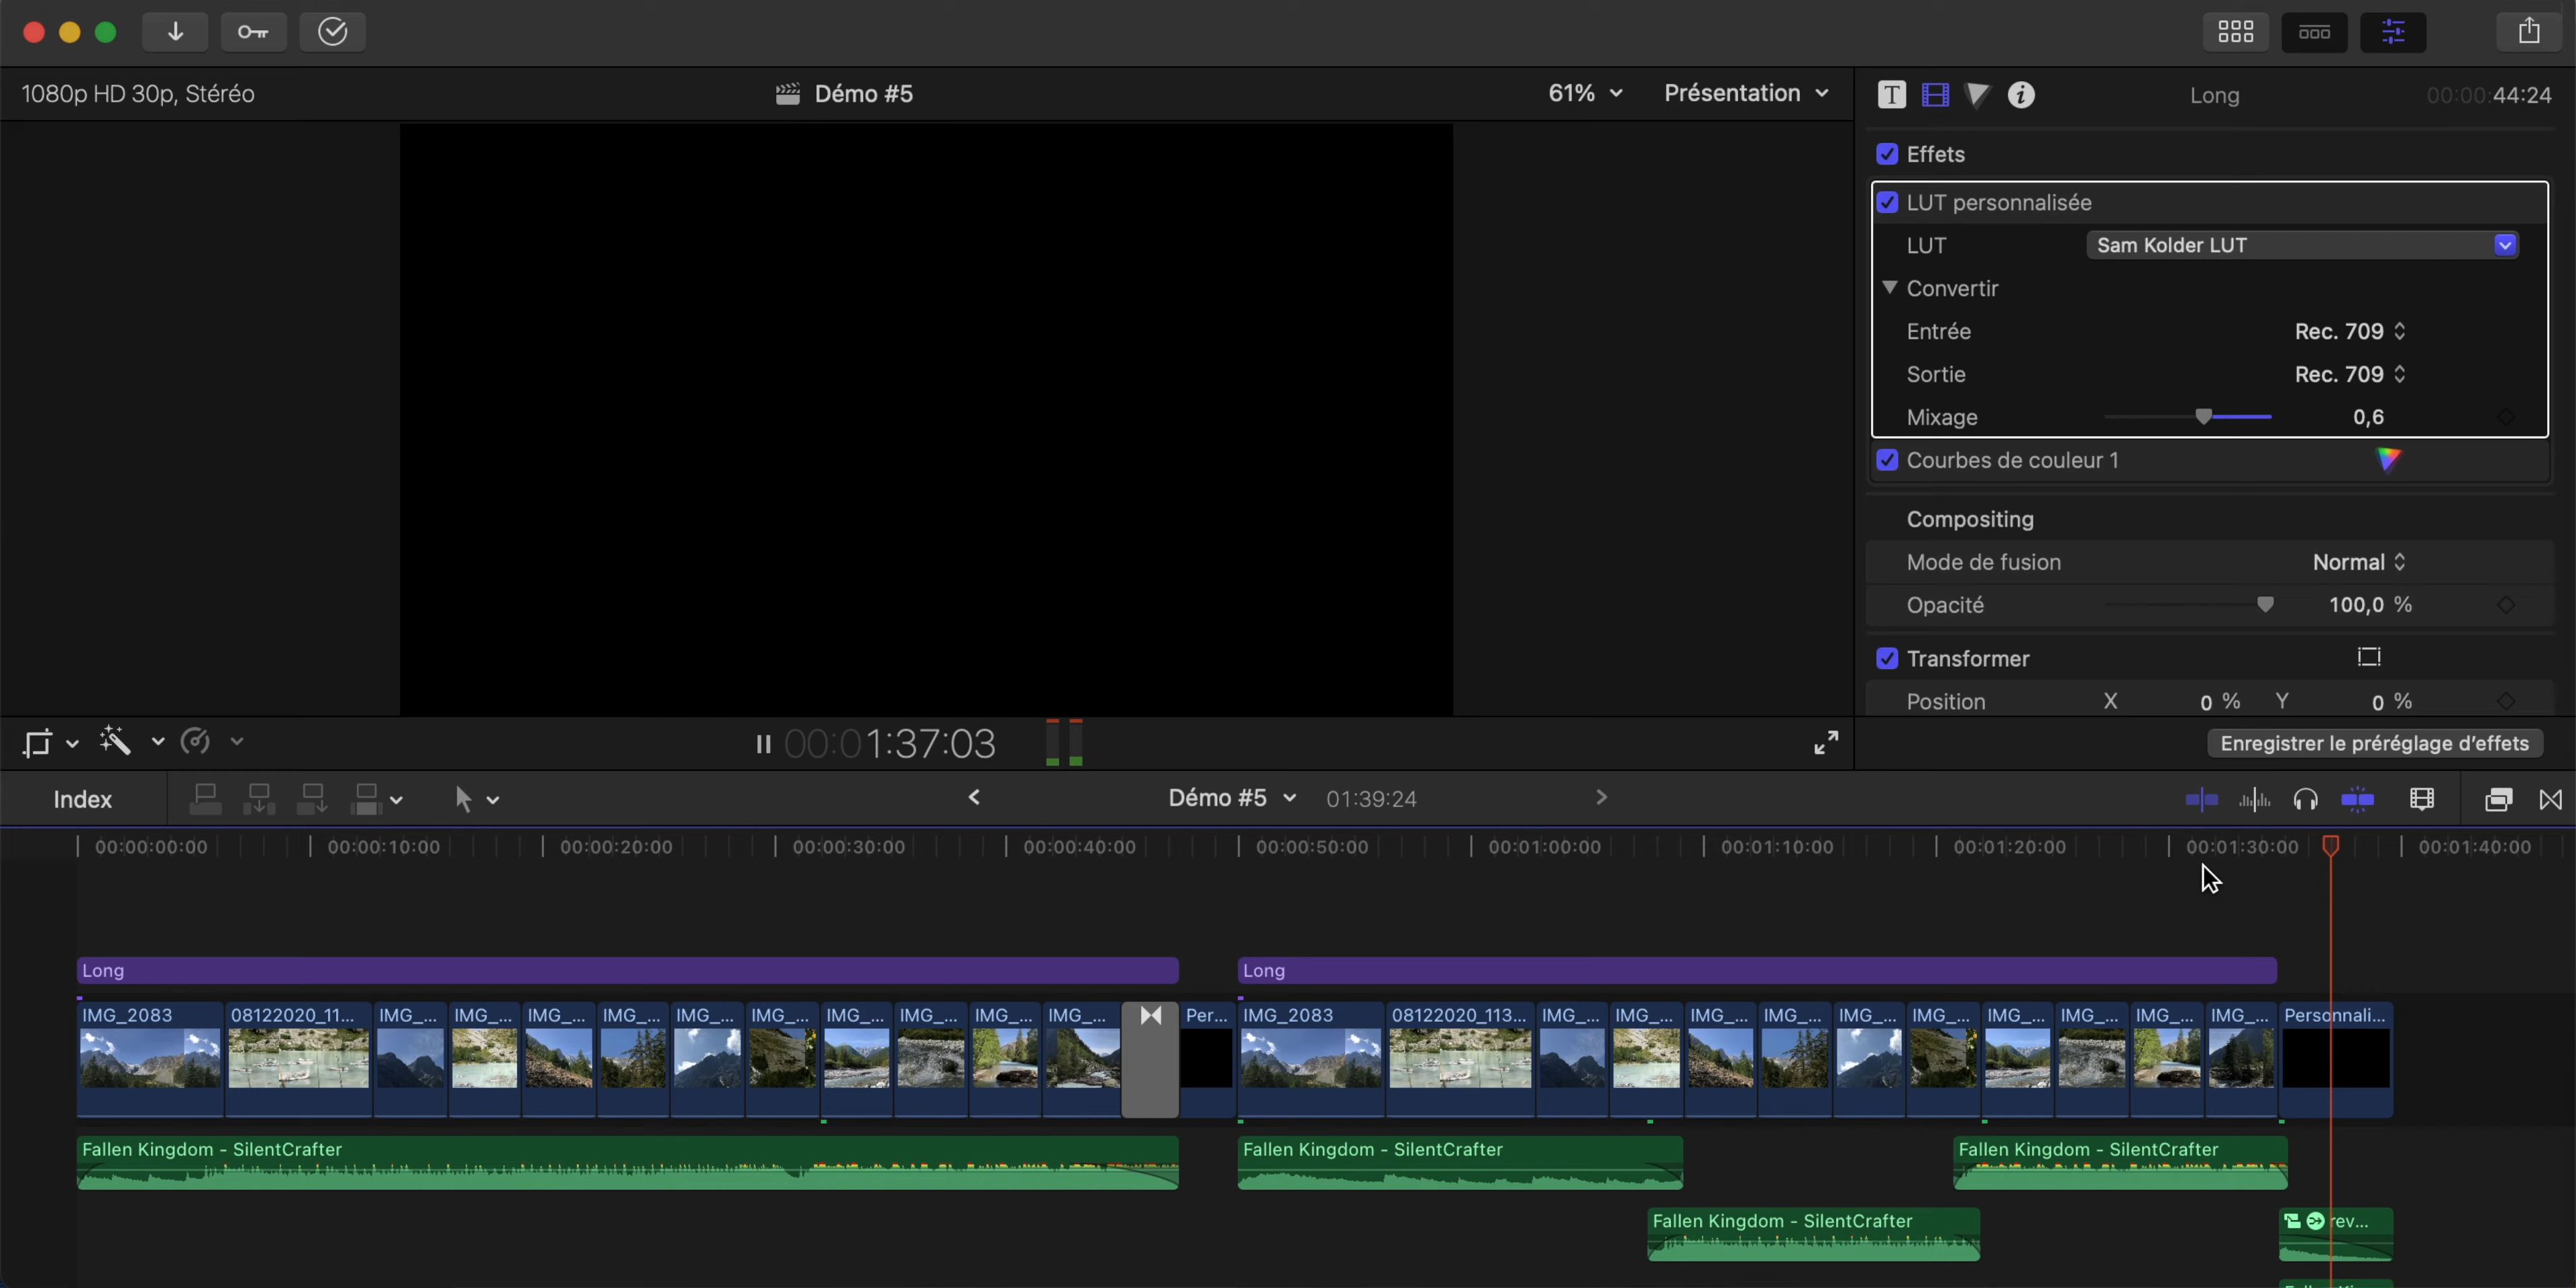 1080p HD 30p, Stéréo
Démo #5
61%
Présentation
T
i
Long
00:00:44:24
Effets
LUT personnalisée
LUT
Sam Kolder LUT
Convertir
Entrée
Rec. 709
Sortie
Rec. 709
Mixage
0,6
Courbes de couleur 1
Compositing
Mode de fusion
Normal
Opacité
100,0 %
Transformer
Position
X
0 %
Y
0 %
00:01:37:03
Enregistrer le préréglage d'effets
Index
Démo #5
01:39:24
00:00:00:00
00:00:10:00
00:00:20:00
00:00:30:00
00:00:40:00
00:00:50:00
00:01:00:00
00:01:10:00
00:01:20:00
00:01:30:00
00:01:40:00
Long
Long
IMG_2083
08122020_11...
IMG_...
IMG_...
IMG_...
IMG_...
IMG_...
IMG_...
IMG_...
IMG_...
IMG_...
IMG_...
Per...
IMG_2083
08122020_113...
IMG_...
IMG_...
IMG_...
IMG_...
IMG_...
IMG_...
IMG_...
IMG_...
IMG_...
IMG_...
Personnali...
Fallen Kingdom - SilentCrafter
Fallen Kingdom - SilentCrafter
Fallen Kingdom - SilentCrafter
Fallen Kingdom - SilentCrafter
rev...